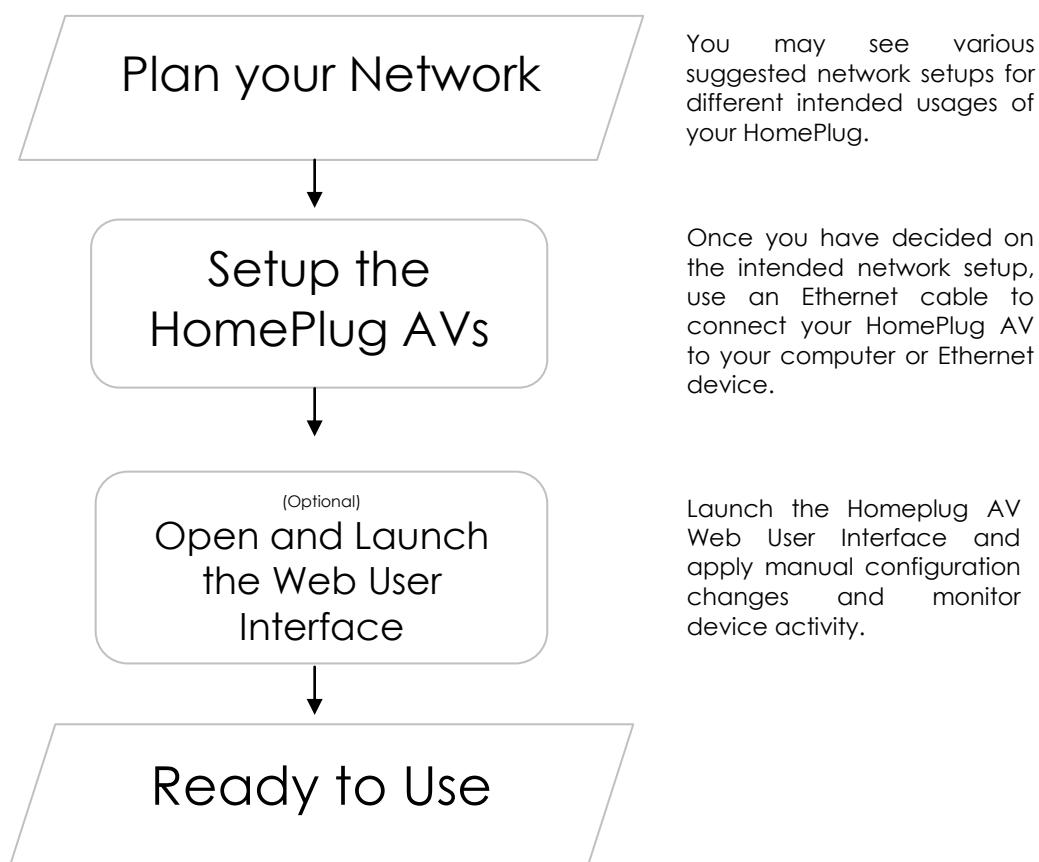 Plan your Network
You may see various
suggested network setups for
different intended usages of
your HomePlug.
Setup the
HomePlug AVs
Once you have decided on
the intended network setup,
use an Ethernet cable to
connect your HomePlug AV
to your computer or Ethernet
device.
(Optional)
Open and Launch
the Web User
Interface
Launch the Homeplug AV
Web User Interface and
apply manual configuration
changes and monitor
device activity.
Ready to Use